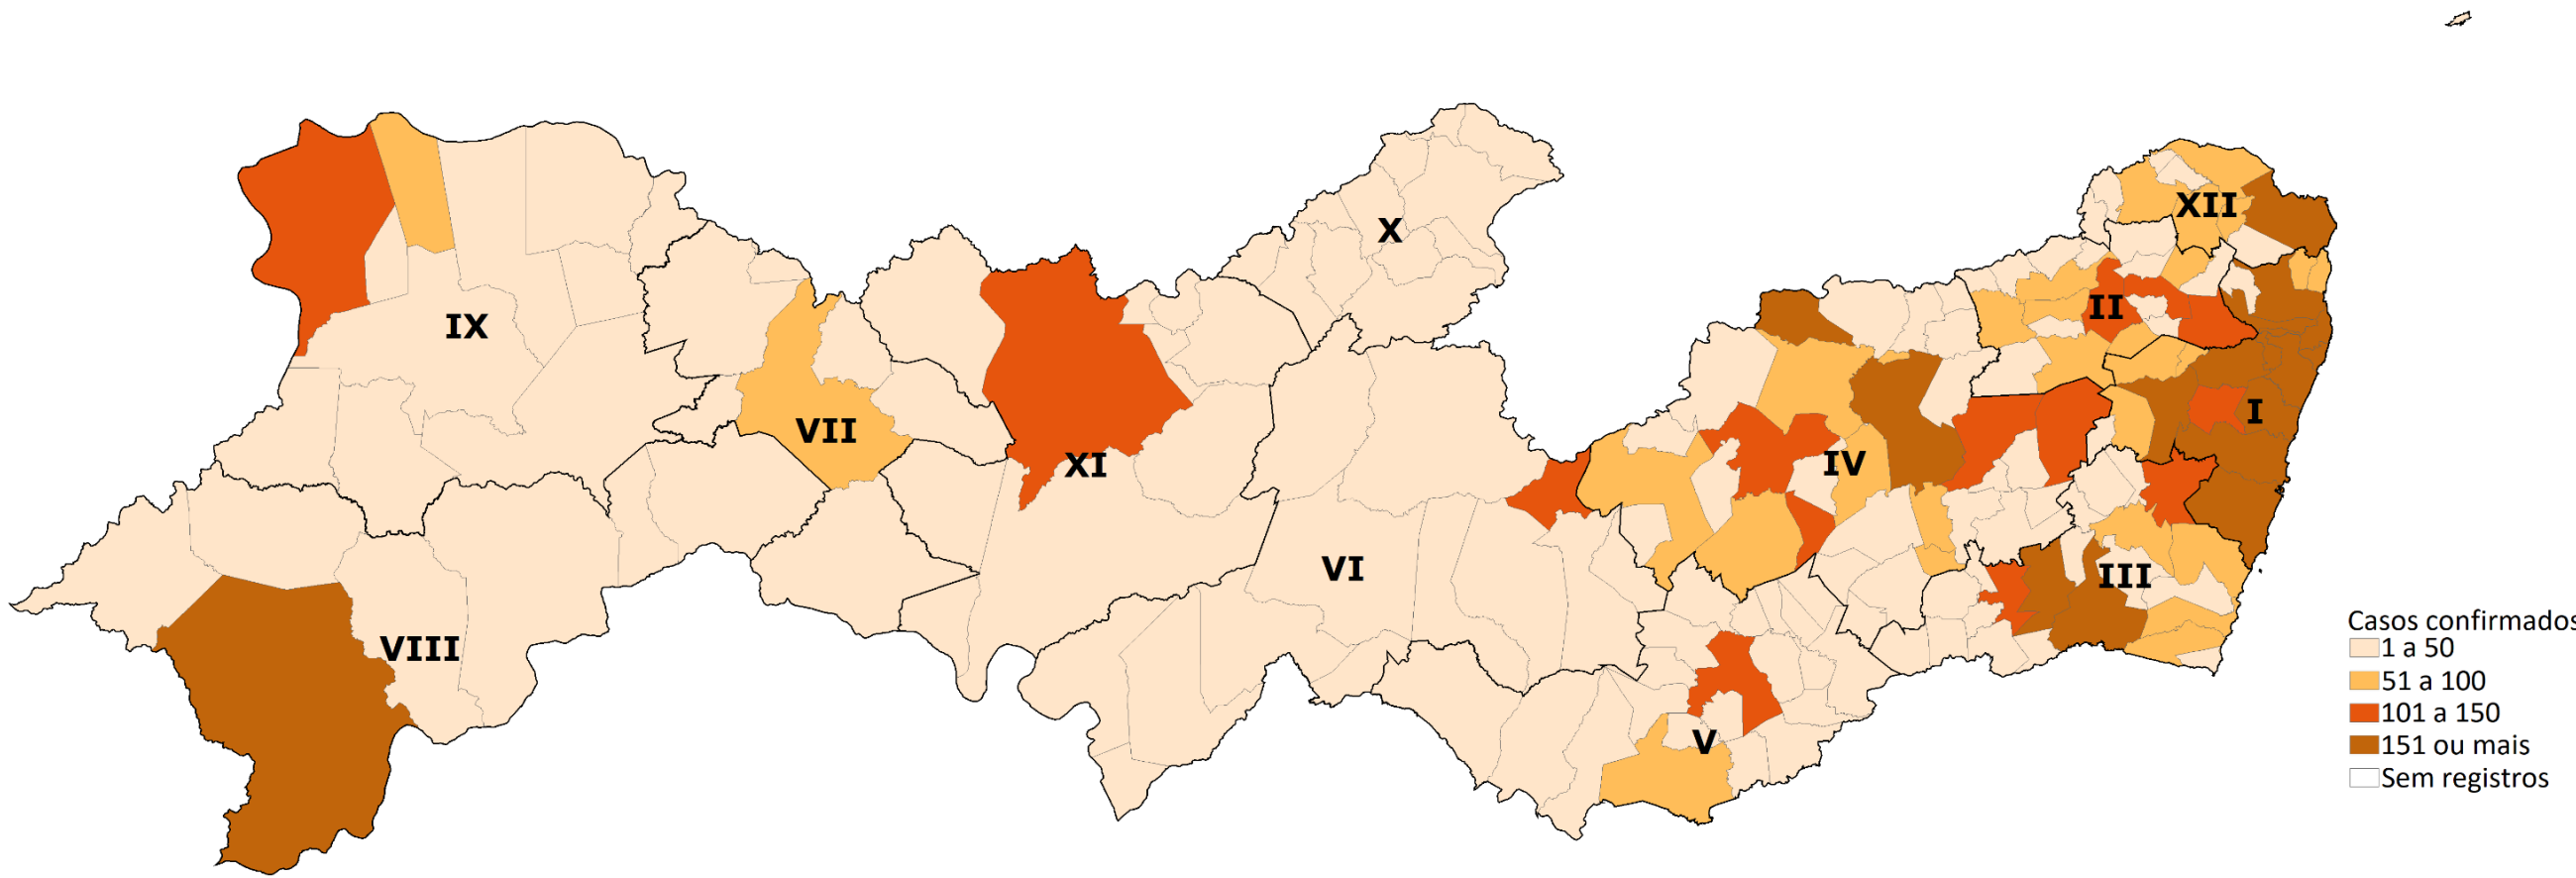 XII
X
II
IX
I
VII
IV
XI
VI
III
VIII
V
Casos confirmados
1 a 50
51 a 100
101 a 150
151 ou mais
Sem registros